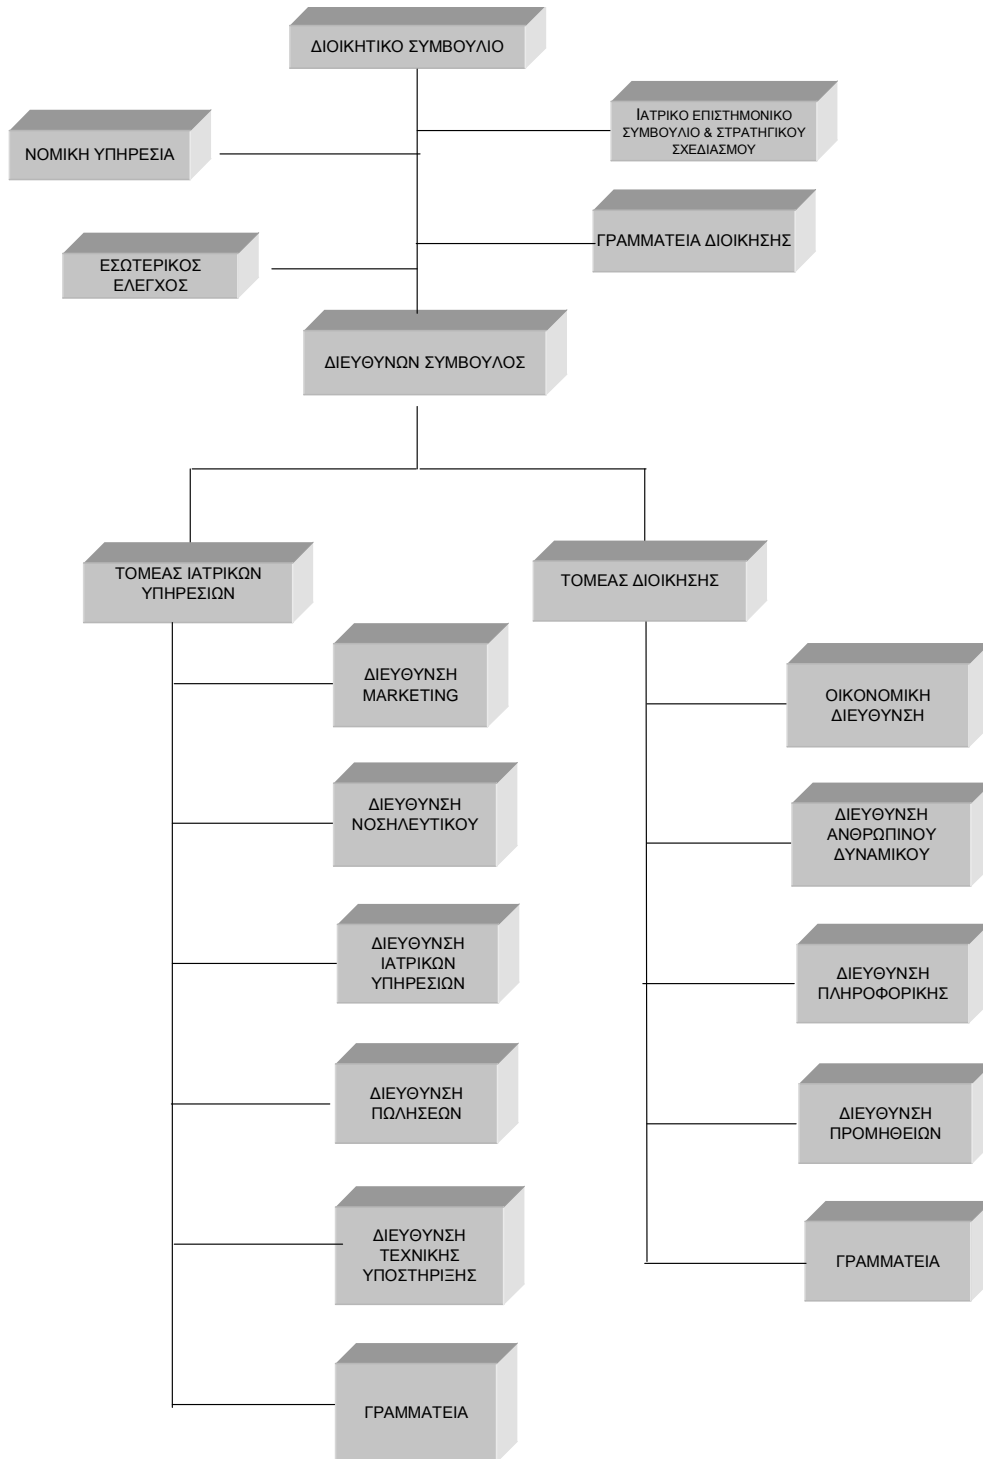 ΔΙΟΙΚΗΤΙΚΟ ΣΥΜΒΟΥΛΙΟ
ΙΑΤΡΙΚΟ ΕΠΙΣΤΗΜΟΝΙΚΟ
ΣΥΜΒΟΥΛΙΟ & ΣΤΡΑΤΗΓΙΚΟΥ
ΣΧΕΔΙΑΣΜΟΥ
ΝΟΜΙΚΗ ΥΠΗΡΕΣΙΑ
ΓΡΑΜΜΑΤΕΙΑ ΔΙΟΙΚΗΣΗΣ
ΕΣΩΤΕΡΙΚΟΣ
ΕΛΕΓΧΟΣ
ΔΙΕΥΘΥΝΩΝ ΣΥΜΒΟΥΛΟΣ
ΤΟΜΕΑΣ ΙΑΤΡΙΚΩΝ
ΥΠΗΡΕΣΙΩΝ
ΤΟΜΕΑΣ ΔΙΟΙΚΗΣΗΣ
ΔΙΕΥΘΥΝΣΗ
MARKETING
ΔΙΕΥΘΥΝΣΗ
ΝΟΣΗΛΕΥΤΙΚΟΥ
ΔΙΕΥΘΥΝΣΗ
ΙΑΤΡΙΚΩΝ
ΥΠΗΡΕΣΙΩΝ
ΔΙΕΥΘΥΝΣΗ
ΠΩΛΗΣΕΩΝ
ΔΙΕΥΘΥΝΣΗ
ΤΕΧΝΙΚΗΣ
ΥΠΟΣΤΗΡΙΞΗΣ
ΓΡΑΜΜΑΤΕΙΑ
ΟΙΚΟΝΟΜΙΚΗ
ΔΙΕΥΘΥΝΣΗ
ΔΙΕΥΘΥΝΣΗ
ΑΝΘΡΩΠΙΝΟΥ
ΔΥΝΑΜΙΚΟΥ
ΔΙΕΥΘΥΝΣΗ
ΠΛΗΡΟΦΟΡΙΚΗΣ
ΔΙΕΥΘΥΝΣΗ
ΠΡΟΜΗΘΕΙΩΝ
ΓΡΑΜΜΑΤΕΙΑ